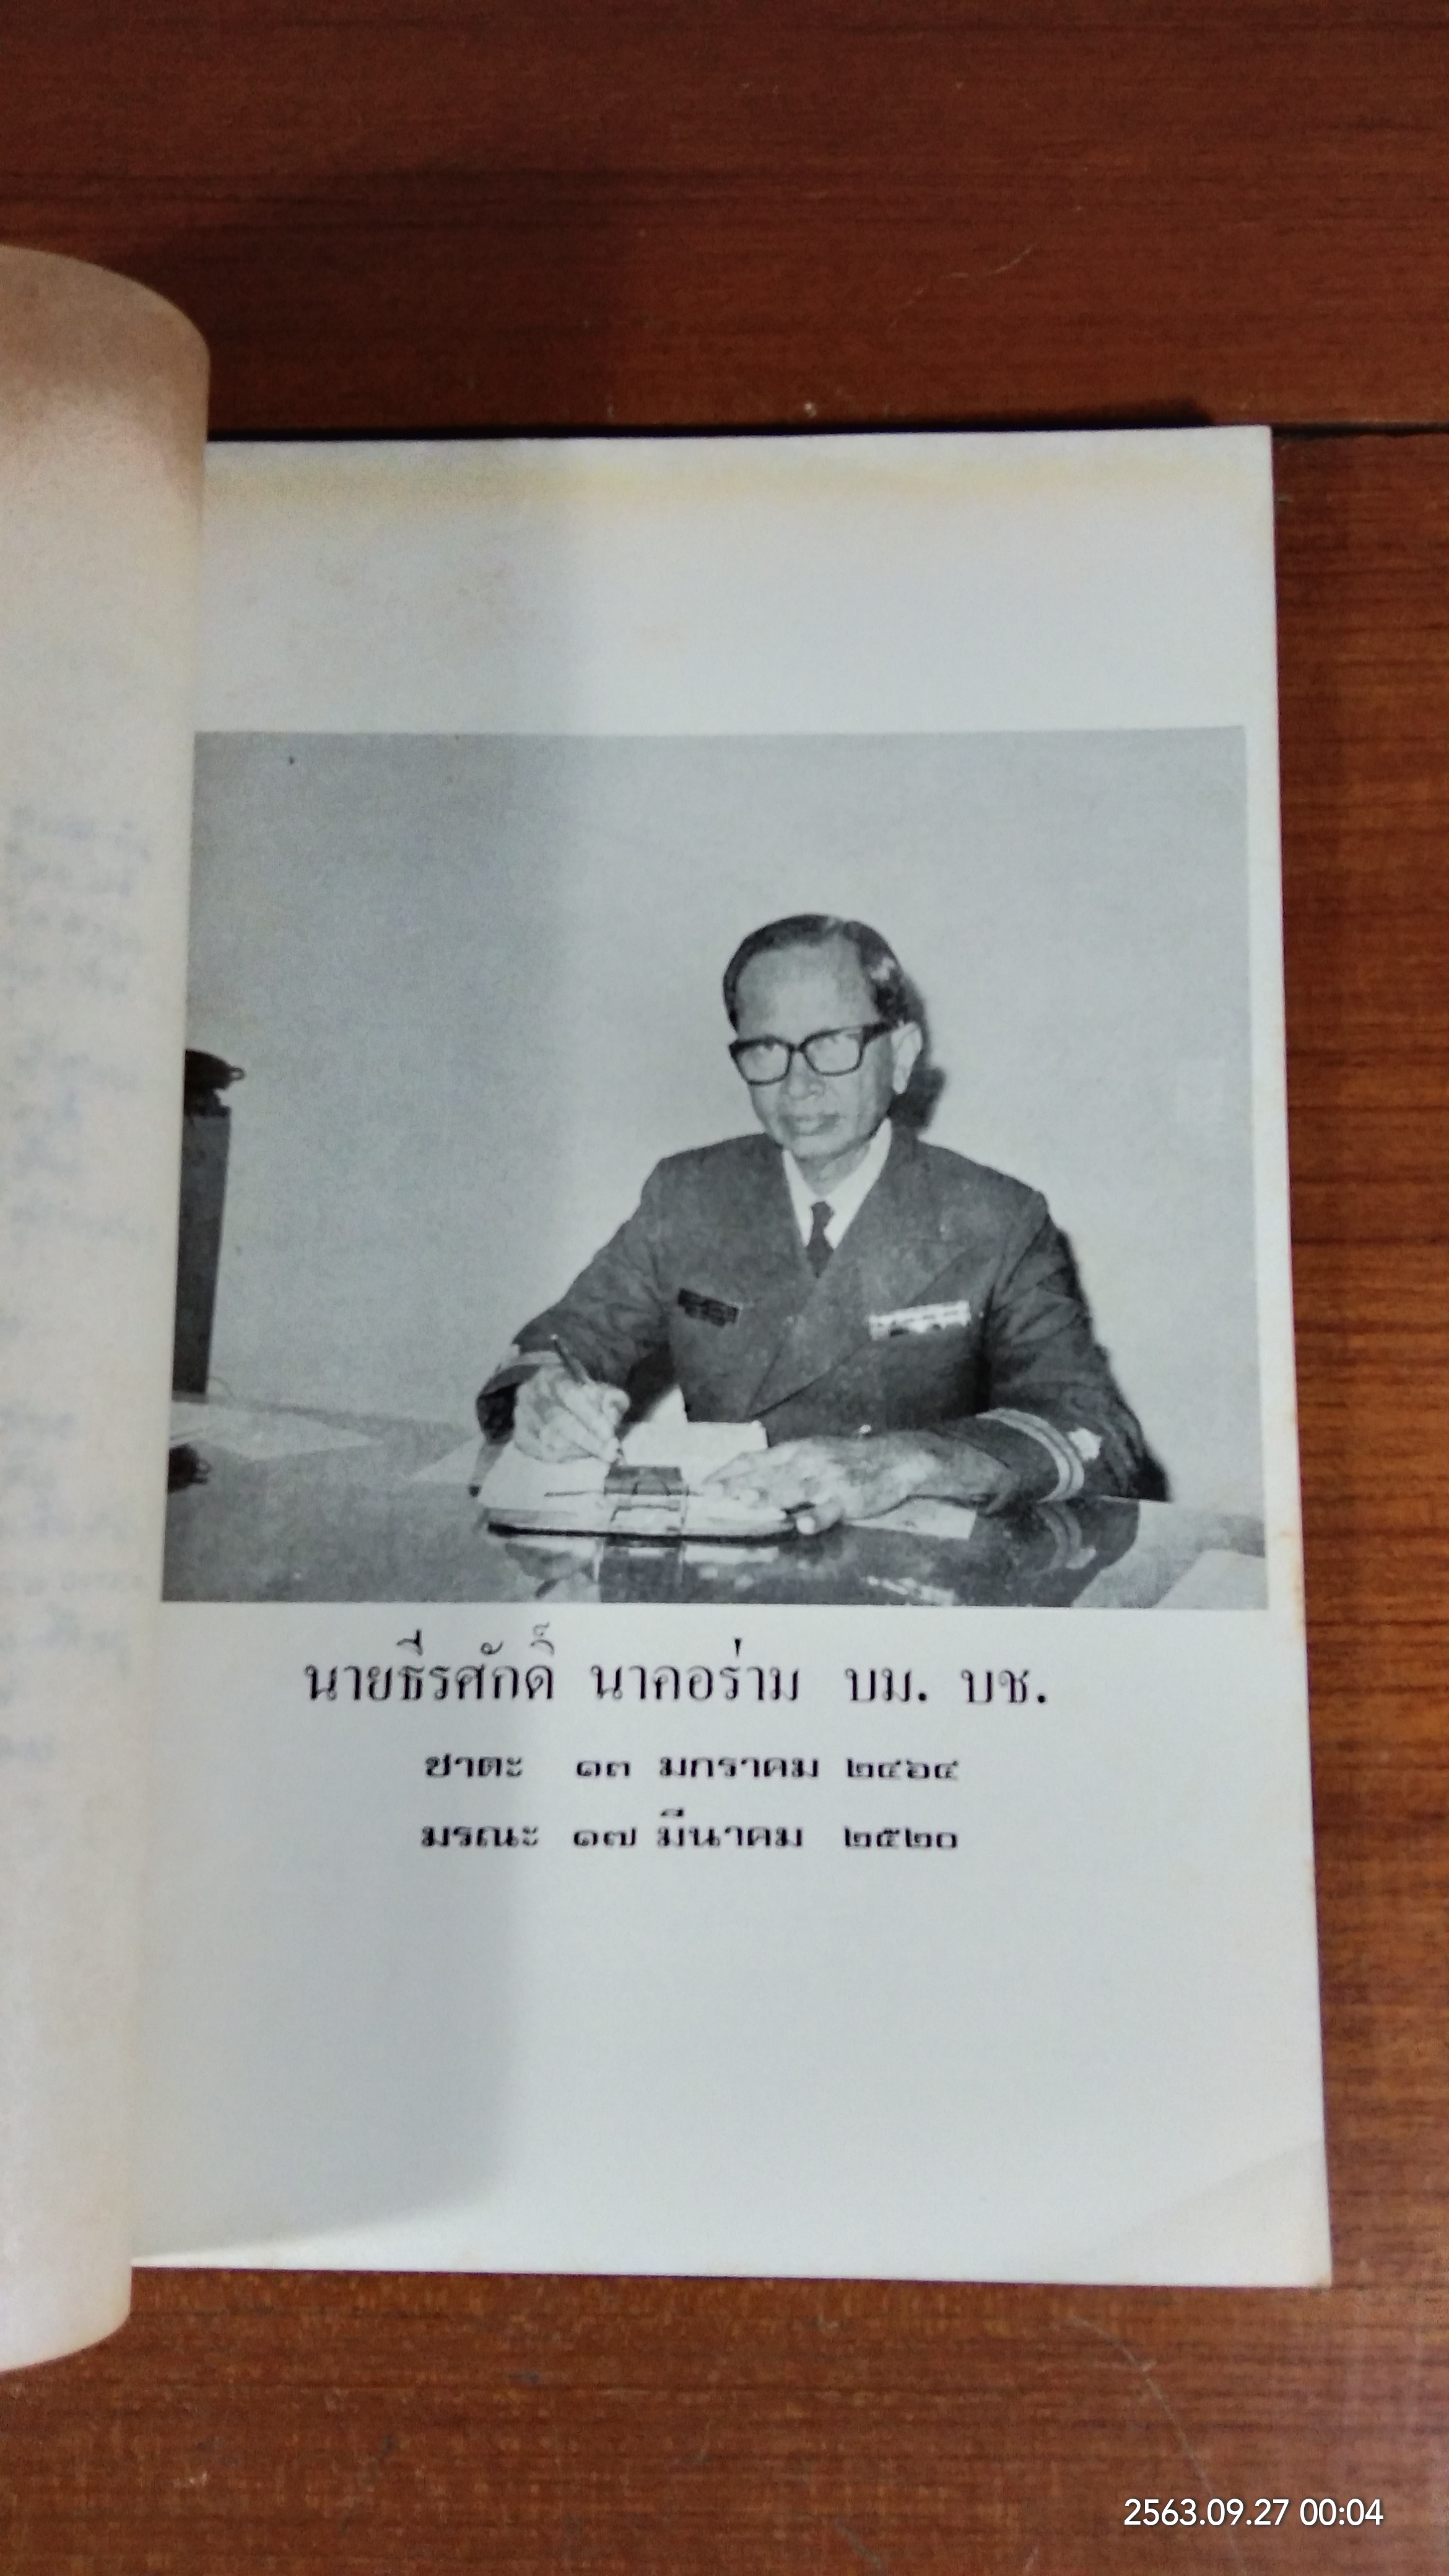 นายธีรศักดิ์ นาคอร่าม บม. บช.
ชาตะ ๑๓ มกราคม ๒๔๖๔
มรณะ ๑๗ มีนาคม ๒๕๒๐
2563.09.27 00:04